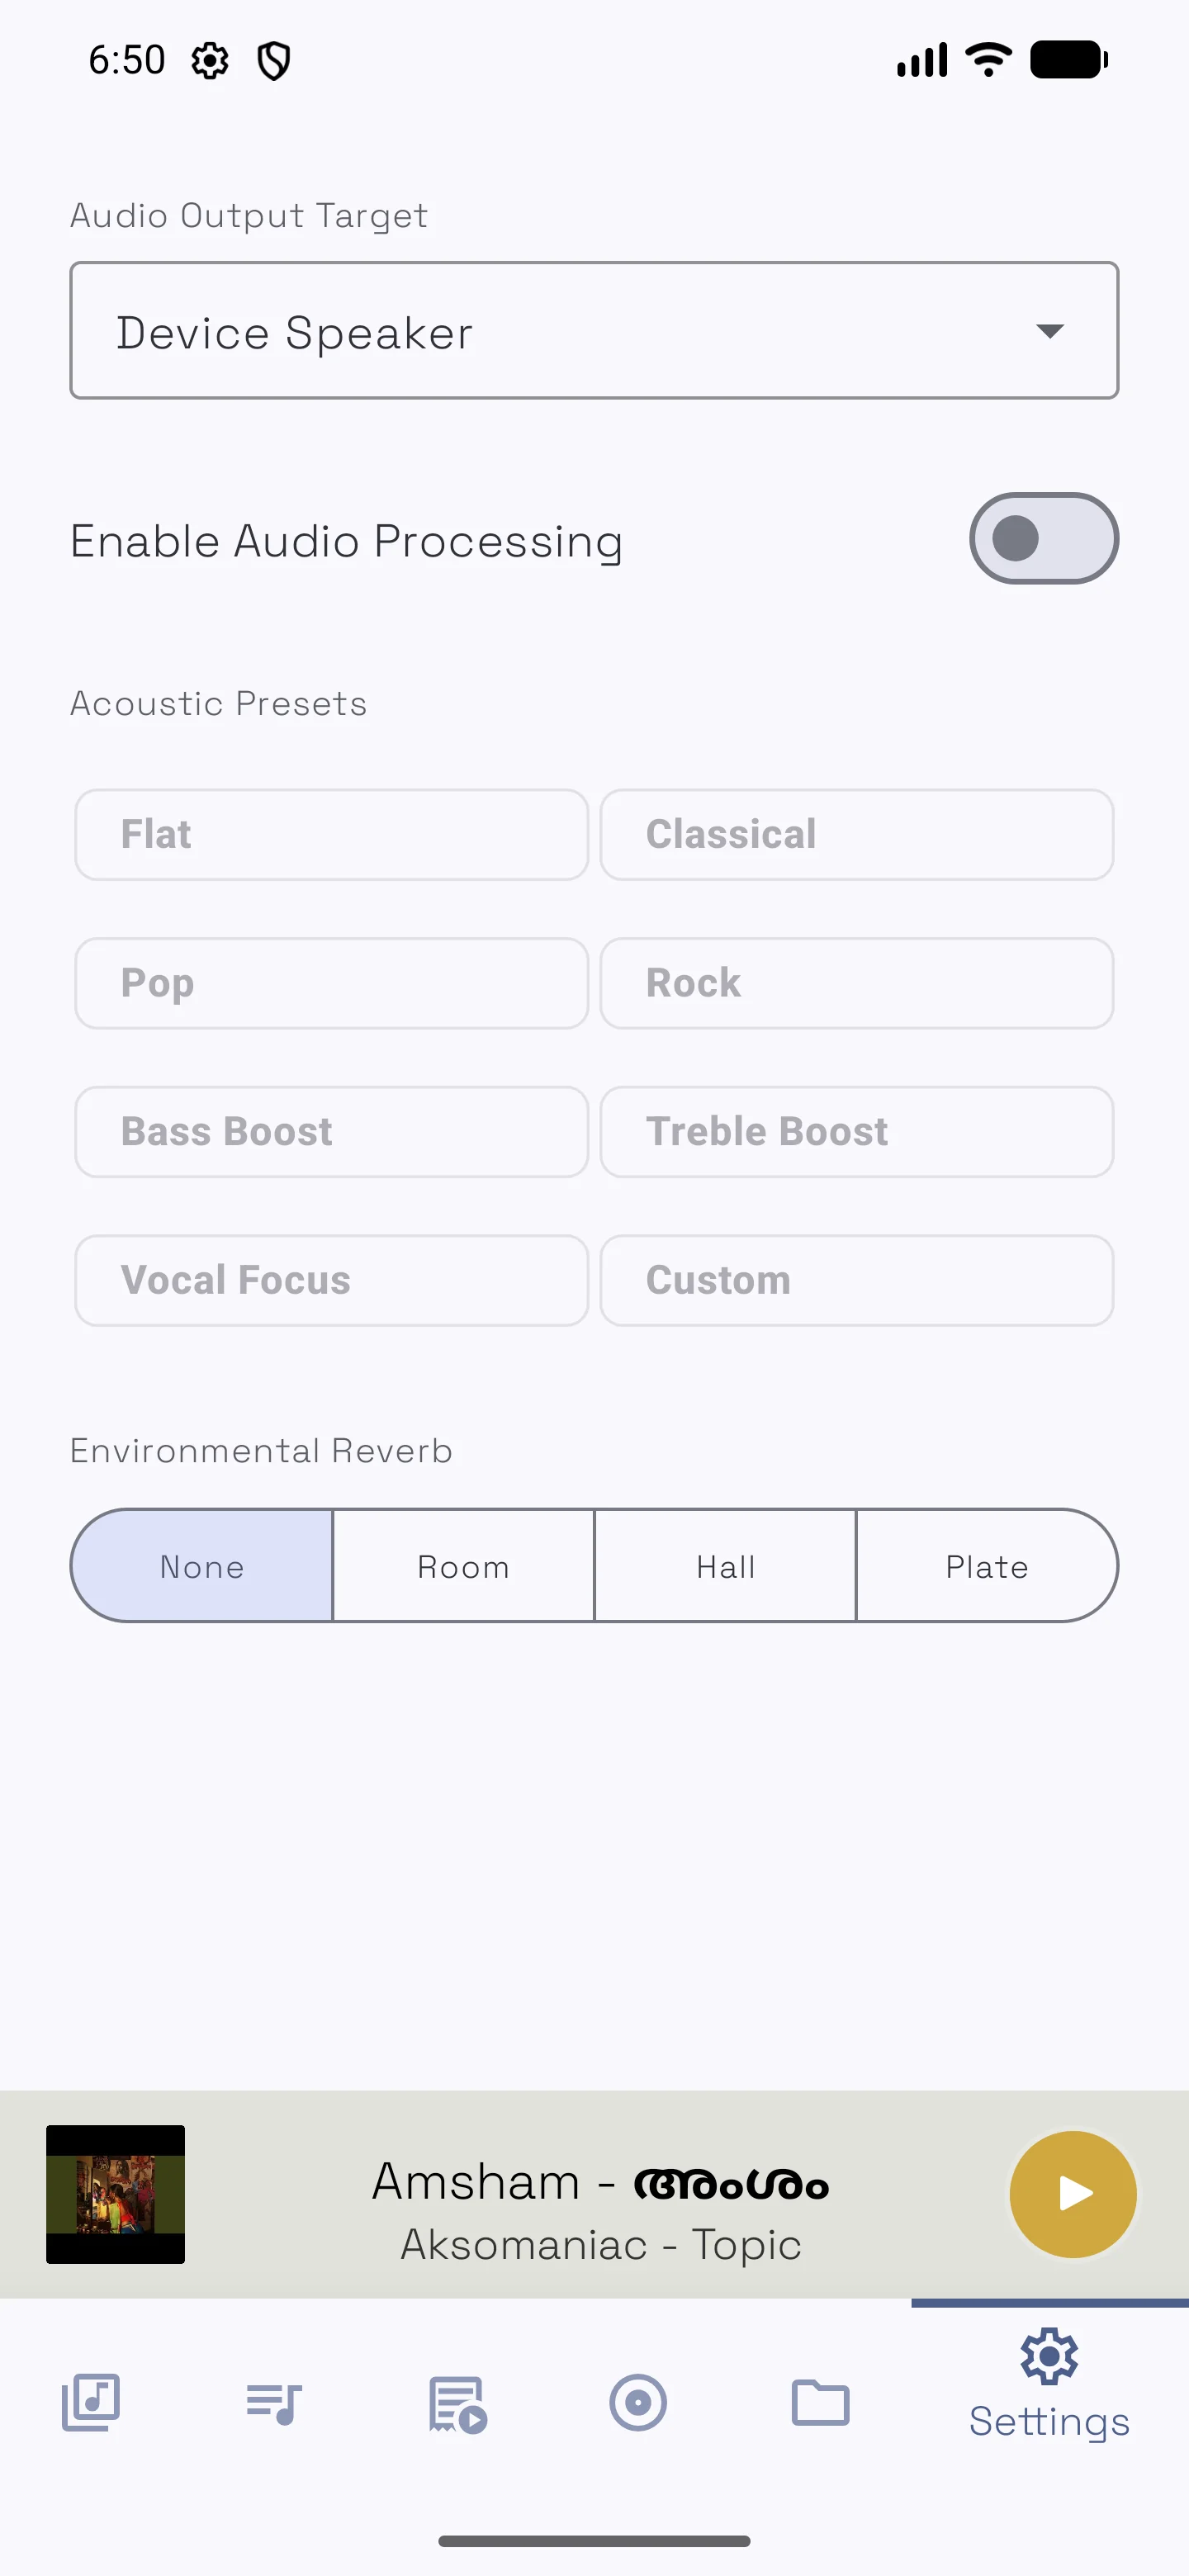 6:50
Audio Output Target
Device Speaker
Enable Audio Processing
Acoustic Presets
Flat
Classical
Pop
Rock
Bass Boost
Treble Boost
Vocal Focus
Custom
Environmental Reverb
None
Room
Hall
Plate
Amsham - അംശം
Aksomaniac - Topic
Settings